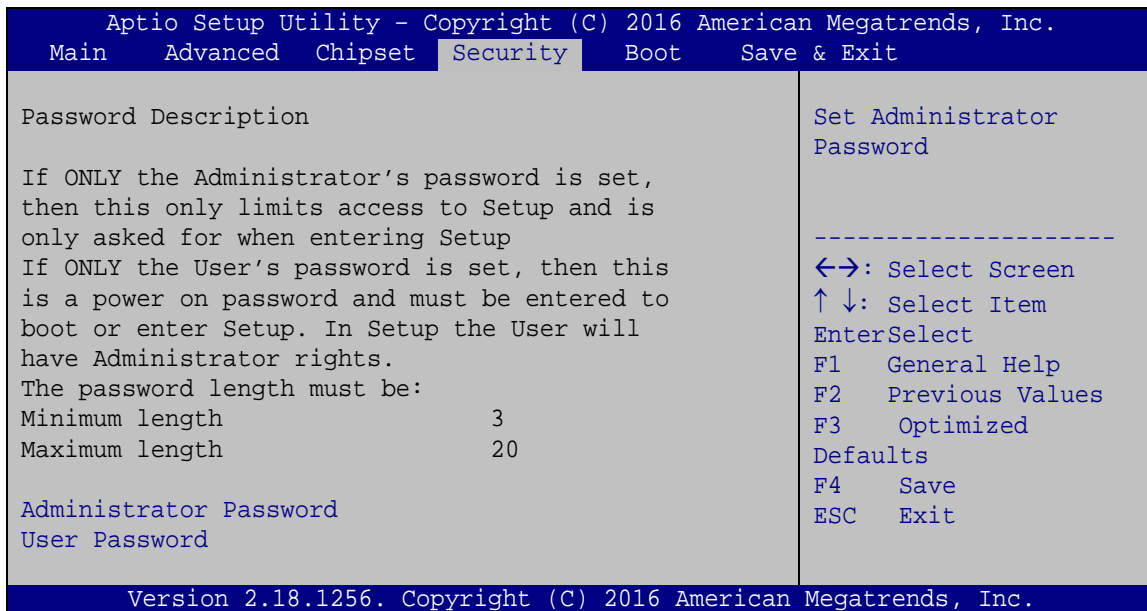 Aptio Setup Utility – Copyright (C) 2016 American Megatrends, Inc.
Main Advanced Chipset Security Boot Save & Exit
Password Description
If ONLY the Administrator’s password is set,
then this only limits access to Setup and is
only asked for when entering Setup
If ONLY the User’s password is set, then this
is a power on password and must be entered to
boot or enter Setup. In Setup the User will
have Administrator rights.
The password length must be:
Minimum length 3
Maximum length 20
Administrator Password
User Password
Set Administrator
Password
---------------------
←→: Select Screen
↑ ↓: Select Item
EnterSelect
F1 General Help
F2 Previous Values
F3 Optimized
Defaults
F4 Save
ESC Exit
Version 2.18.1256. Copyright (C) 2016 American Megatrends, Inc.